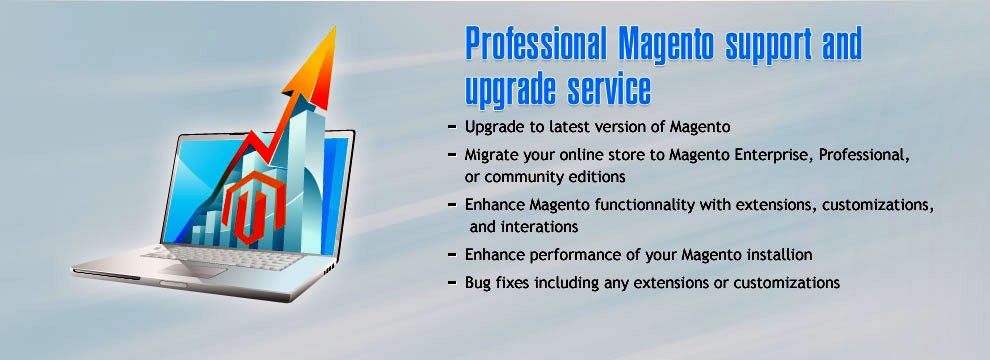 Professional Magento support and
upgrade service
– Upgrade to latest version of Magento
– Migrate your online store to Magento Enterprise, Professional,
or community editions
– Enhance Magento functionnality with extensions, customizations,
and interations
– Enhance performance of your Magento installion
– Bug fixes including any extensions or customizations